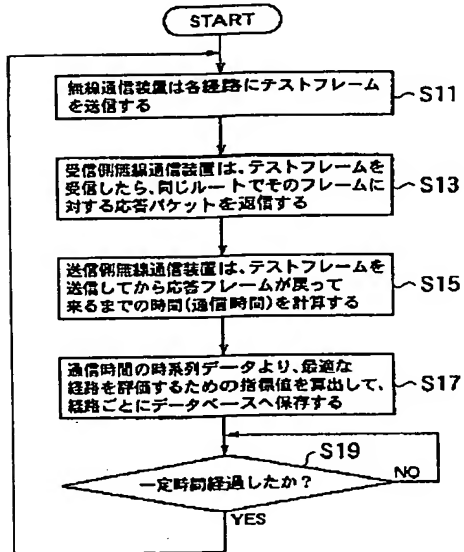 START
無線通信装置は各経路にテストフレーム
を送信する
S11
受信側無線通信装置は、テストフレームを
受信したら、同じルートでそのフレームに
対する応答パケットを返信する
S13
送信側無線通信装置は、テストフレームを
送信してから応答フレームが戻って
来るまでの時間(通信時間)を計算する
S15
通信時間の時系列データより、最適な
経路を評価するための指標値を算出して、
経路ごとにデータベースへ保存する
S17
S19
一定時間経過したか?
NO
YES